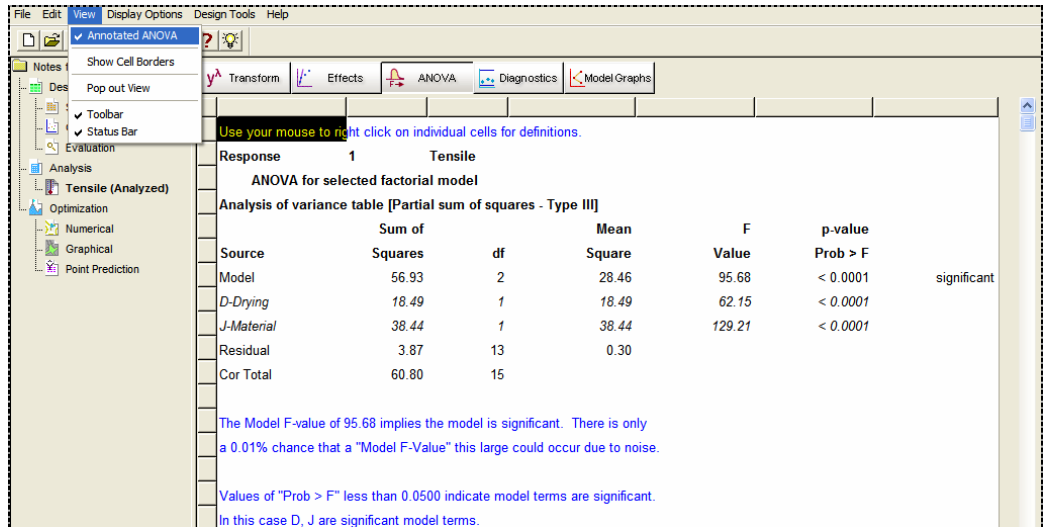 File Edit View Display Options Design Tools Help
Annotated ANOVA
Show Cell Borders
Pop out View
Toolbar
Status Bar
Notes
Des
Evaluation
Analysis
Tensile (Analyzed)
Optimization
Numerical
Graphical
Point Prediction
yλ Transform Effects ANOVA Diagnostics Model Graphs
Use your mouse to right click on individual cells for definitions.
Response 1 Tensile
ANOVA for selected factorial model
Analysis of variance table [Partial sum of squares - Type III]
Sum of Mean F p-value
Source Squares df Square Value Prob > F
Model 56.93 2 28.46 95.68 < 0.0001 significant
D-Drying 18.49 1 18.49 62.15 < 0.0001
J-Material 38.44 1 38.44 129.21 < 0.0001
Residual 3.87 13 0.30
Cor Total 60.80 15
The Model F-value of 95.68 implies the model is significant. There is only
a 0.01% chance that a "Model F-Value" this large could occur due to noise.
Values of "Prob > F" less than 0.0500 indicate model terms are significant.
In this case D, J are significant model terms.